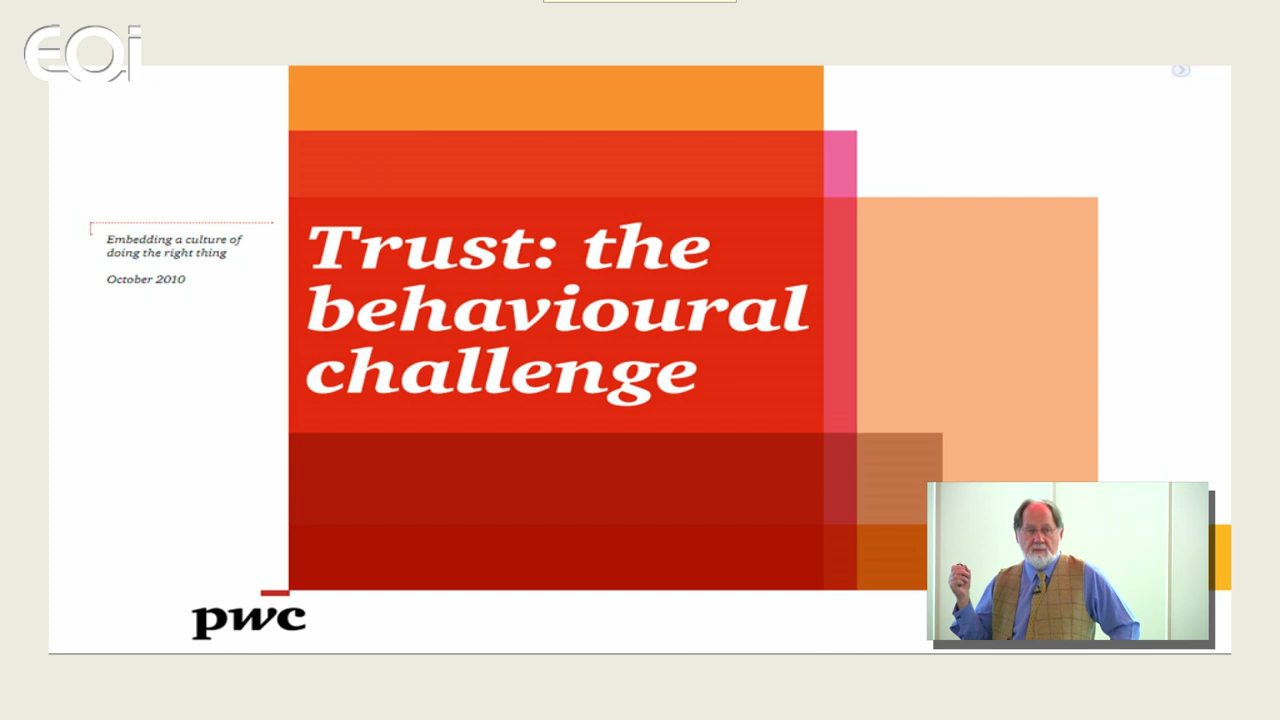 EOi
Embedding a culture of
doing the right thing
October 2010
Trust: the
behavioural
challenge
pwc